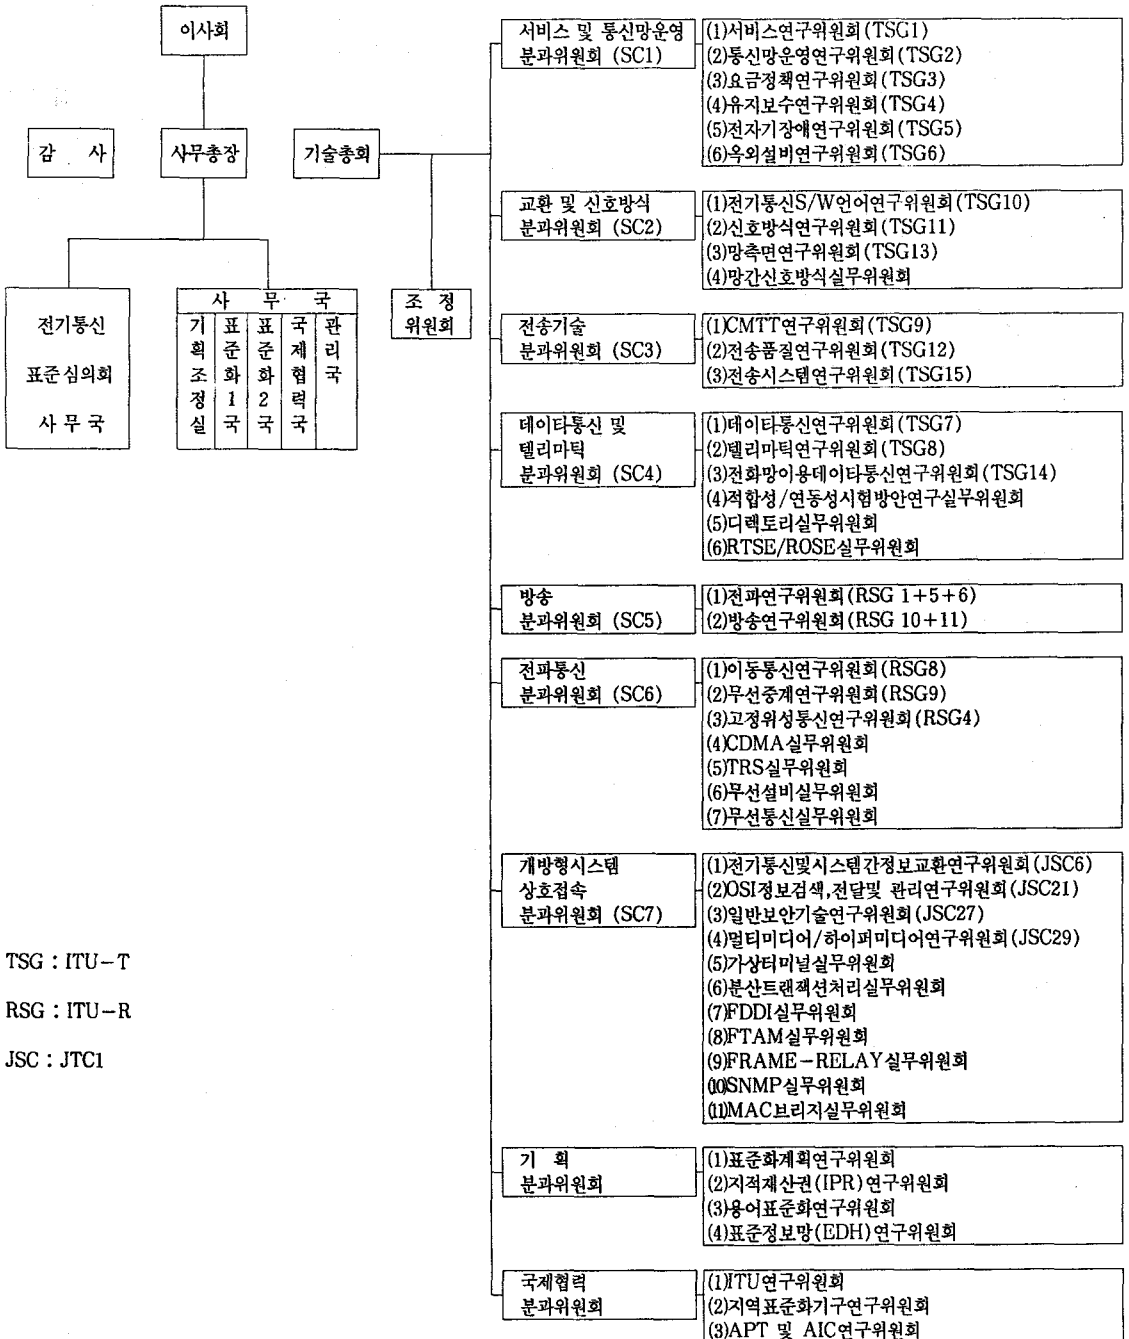 이사회
감 사
사무총장
기술총회
전기통신
표준심의회
사무국
사 무 국
기획조정실
표준화1국
표준화2국
국제협력국
관리국
조 정
위원회
서비스 및 통신망운영
분과위원회 (SC1)
(1)서비스연구위원회(TSG1)
(2)통신망운영연구위원회(TSG2)
(3)요금정책연구위원회(TSG3)
(4)유지보수연구위원회(TSG4)
(5)전자기장애연구위원회(TSG5)
(6)옥외설비연구위원회(TSG6)
교환 및 신호방식
분과위원회 (SC2)
(1)전기통신S/W언어연구위원회(TSG10)
(2)신호방식연구위원회(TSG11)
(3)망측면연구위원회(TSG13)
(4)망간신호방식실무위원회
전송기술
분과위원회 (SC3)
(1)CMTT연구위원회(TSG9)
(2)전송품질연구위원회(TSG12)
(3)전송시스템연구위원회(TSG15)
데이타통신 및
텔리마틱
분과위원회 (SC4)
(1)데이타통신연구위원회(TSG7)
(2)텔리마틱연구위원회(TSG8)
(3)전화망이용데이타통신연구위원회(TSG14)
(4)적합성/연동성시험방안연구실무위원회
(5)디렉토리실무위원회
(6)RTSE/ROSE실무위원회
방송
분과위원회 (SC5)
(1)전파연구위원회(RSG 1+5+6)
(2)방송연구위원회(RSG 10+11)
전파통신
분과위원회 (SC6)
(1)이동통신연구위원회(RSG8)
(2)무선중계연구위원회(RSG9)
(3)고정위성통신연구위원회(RSG4)
(4)CDMA실무위원회
(5)TRS실무위원회
(6)무선설비실무위원회
(7)무선통신실무위원회
개방형시스템
상호접속
분과위원회 (SC7)
(1)전기통신및시스템간정보교환연구위원회(JSC6)
(2)OSI정보검색,전달및 관리연구위원회(JSC21)
(3)일반보안기술연구위원회(JSC27)
(4)멀티미디어/하이퍼미디어연구위원회(JSC29)
(5)가상터미널실무위원회
(6)분산트랜잭션처리실무위원회
(7)FDDI실무위원회
(8)FTAM실무위원회
(9)FRAME-RELAY실무위원회
(10)SNMP실무위원회
(11)MAC브리지실무위원회
기 획
분과위원회
(1)표준화계획연구위원회
(2)지적재산권(IPR)연구위원회
(3)용어표준화연구위원회
(4)표준정보망(EDH)연구위원회
국제협력
분과위원회
(1)ITU연구위원회
(2)지역표준화기구연구위원회
(3)APT 및 AIC연구위원회
TSG : ITU-T
RSG : ITU-R
JSC : JTC1